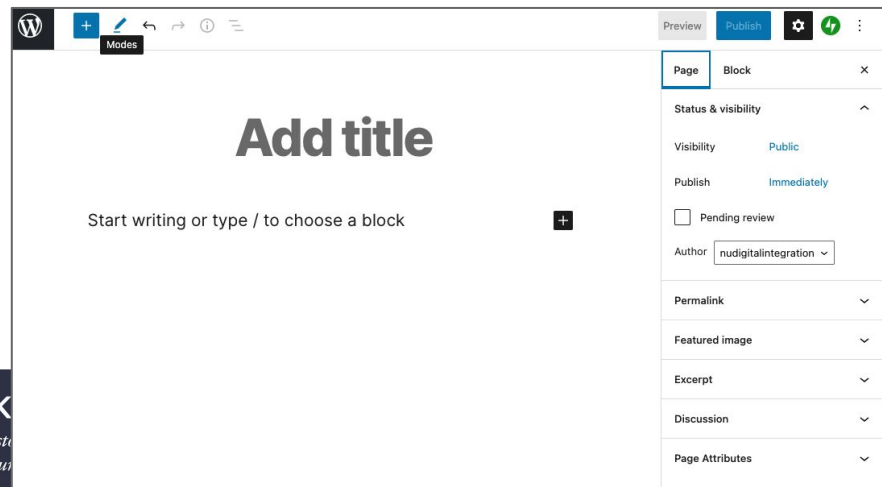 Preview
Publish
Modes
Page
Block
Add title
Status & visibility
Visibility
Public
Start writing or type / to choose a block
Publish
Immediately
Pending review
Author
nudigitalintegration
Permalink
Featured image
Excerpt
Discussion
Page Attributes